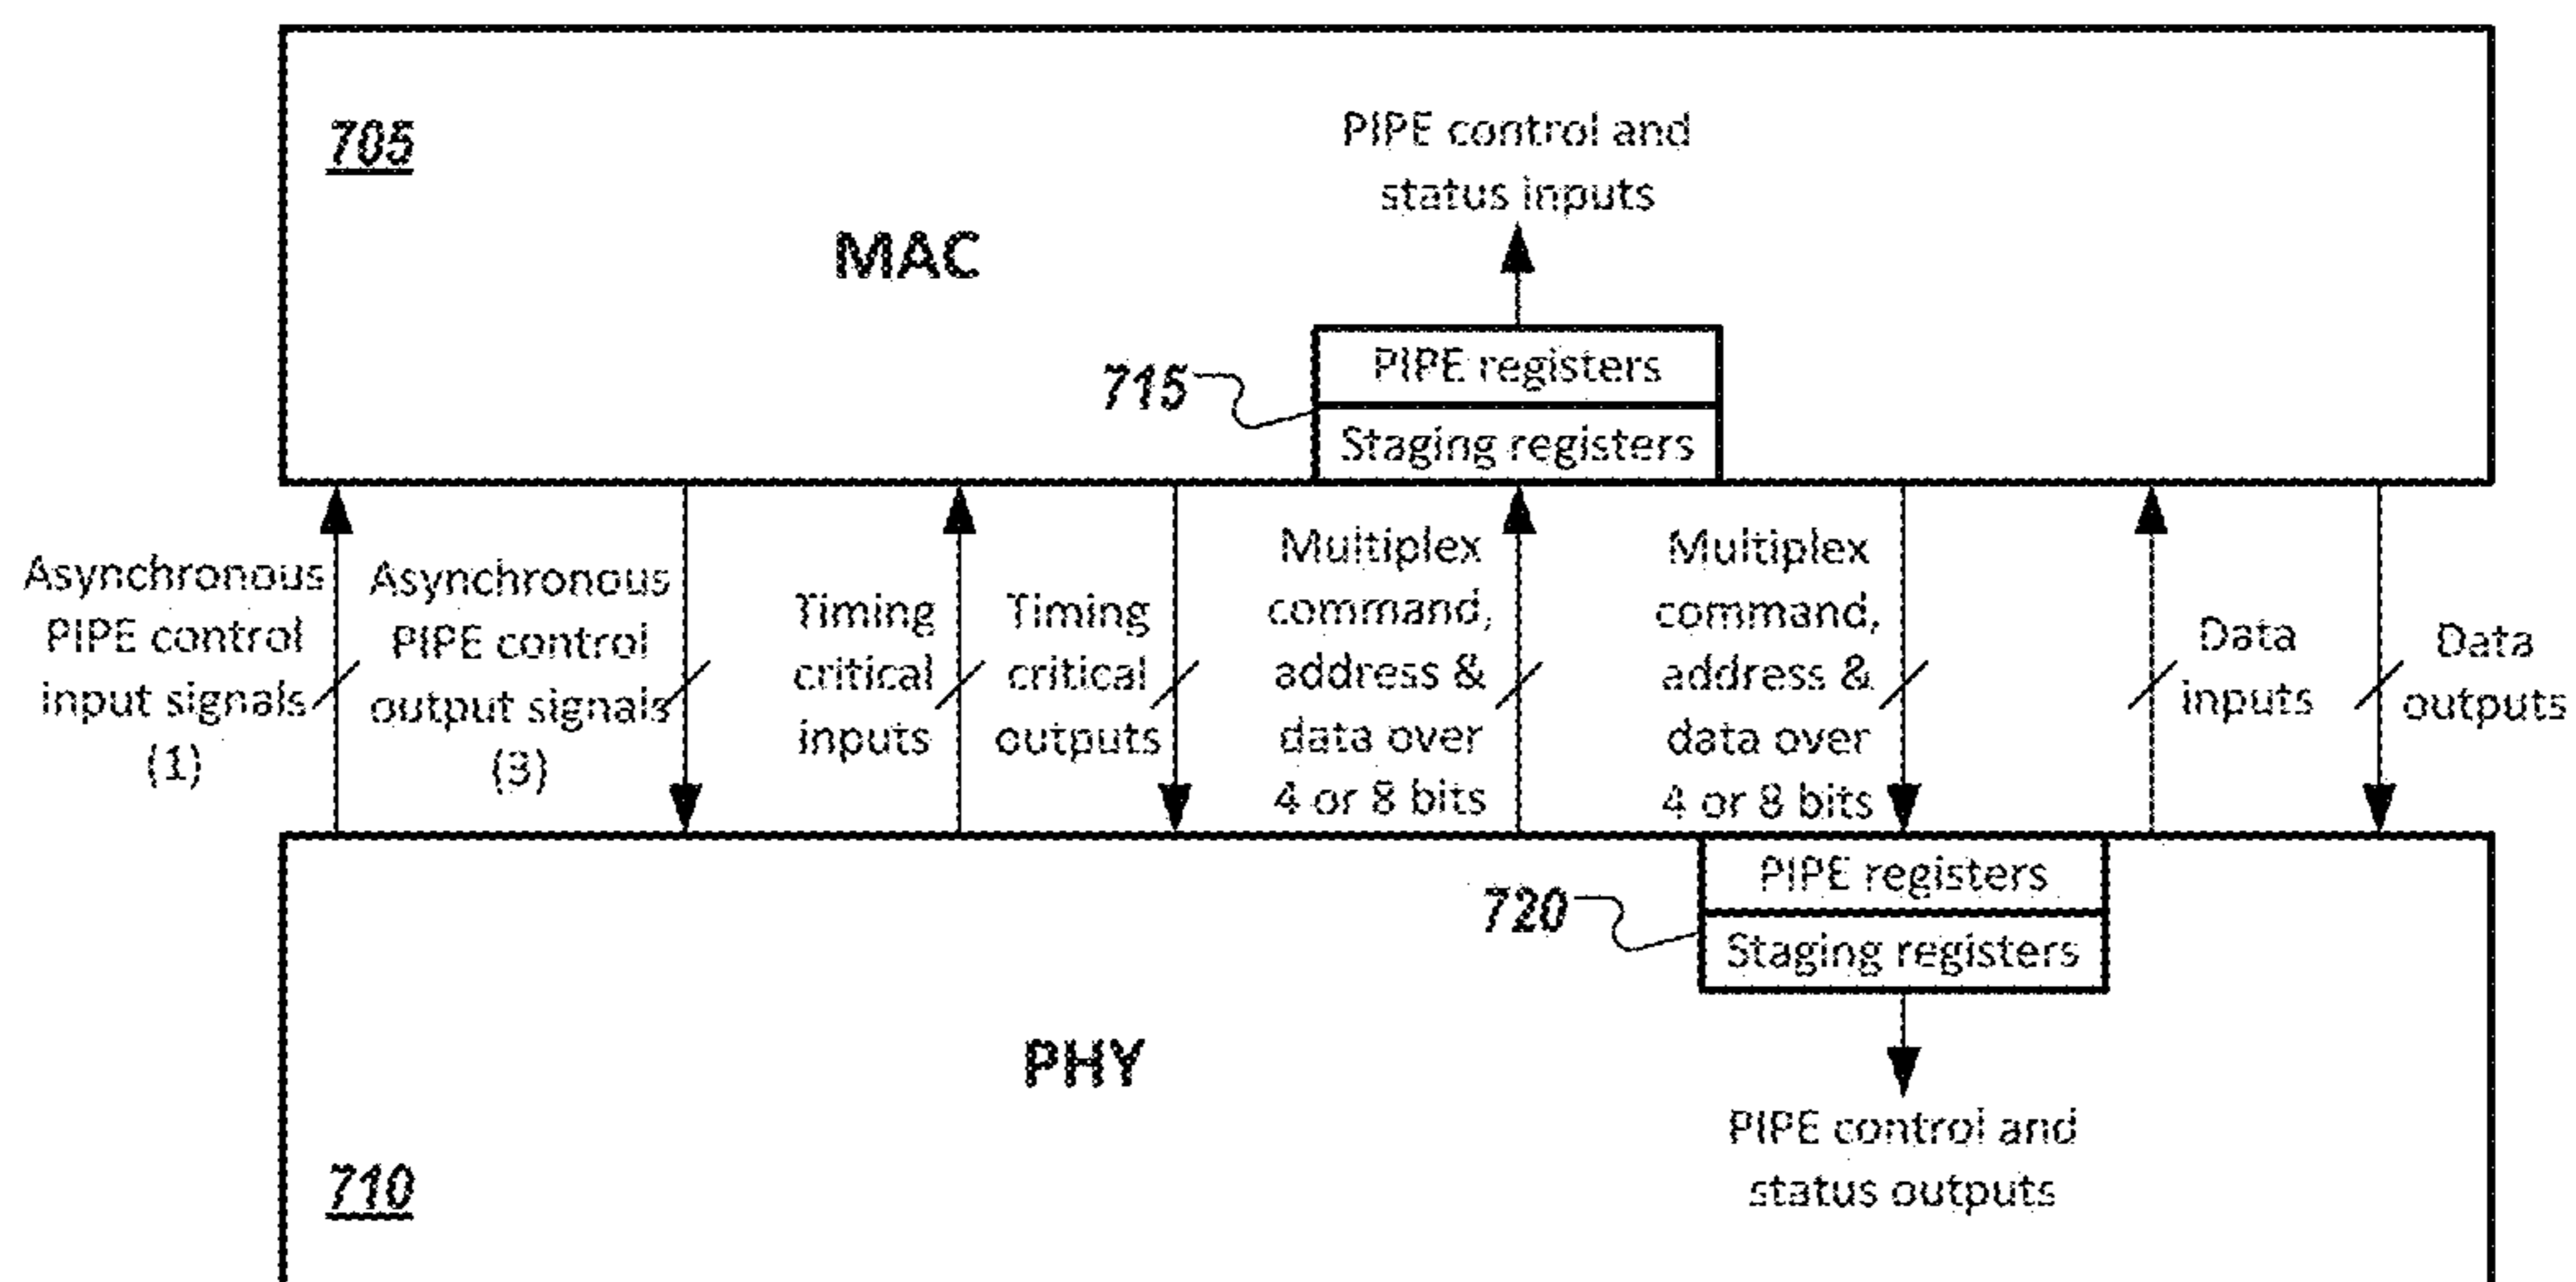 705
MAC
PIPE control and
status inputs
715
PIPE registers
Staging registers
Asynchronous
PIPE control
input signals
(1)
Asynchronous
PIPE control
output signals
(3)
Timing
critical
inputs
Timing
critical
outputs
Multiplex
command,
address &
data over
4 or 8 bits
Multiplex
command,
address &
data over
4 or 8 bits
Data
inputs
Data
outputs
720
PIPE registers
Staging registers
PHY
PIPE control and
status outputs
710